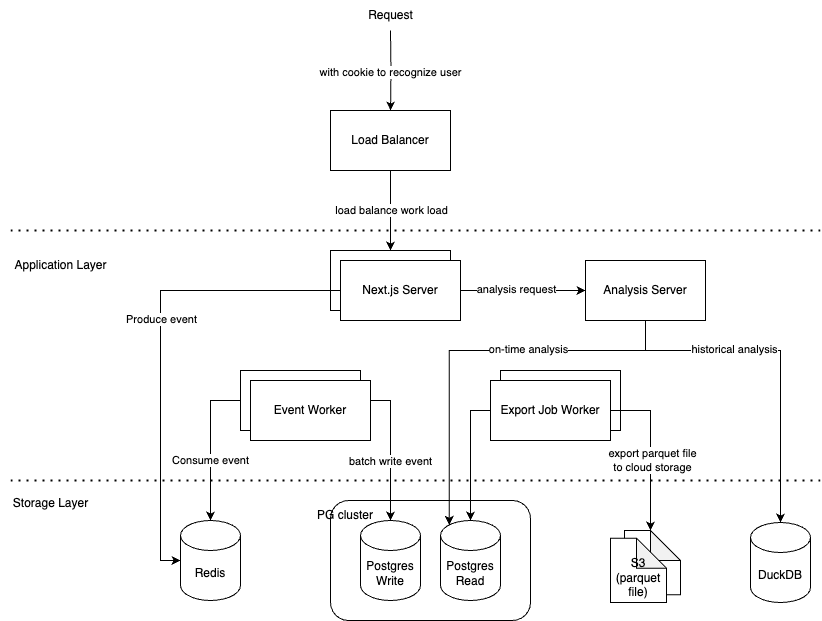 Request
with cookie to recognize user
Load Balancer
load balance work load
Application Layer
Next.js Server
analysis request
Analysis Server
Produce event
on-time analysis
historical analysis
Event Worker
Export Job Worker
Consume event
batch write event
export parquet file
to cloud storage
Storage Layer
PG cluster
Redis
Postgres
Write
Postgres
Read
S3
(parquet
file)
DuckDB